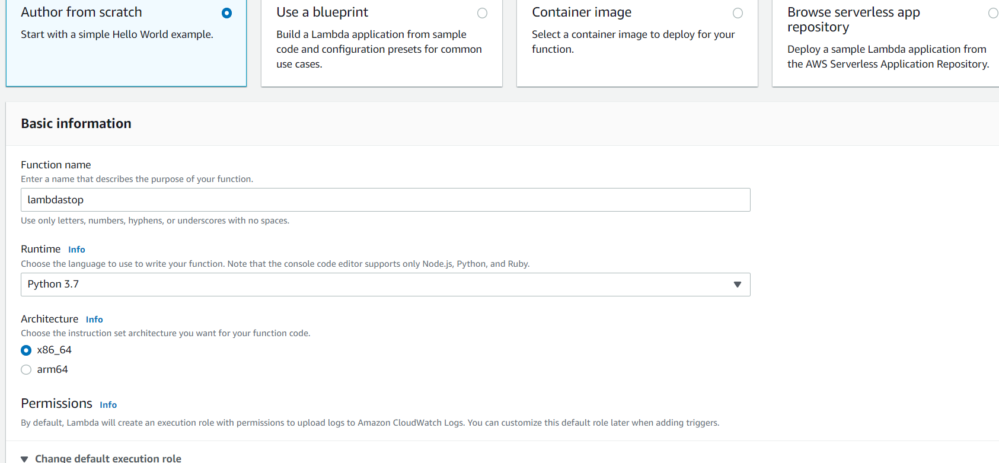 Author from scratch
Start with a simple Hello World example.
Use a blueprint
Build a Lambda application from sample
code and configuration presets for common
use cases.
Container image
Select a container image to deploy for your
function.
Browse serverless app
repository
Deploy a sample Lambda application from
the AWS Serverless Application Repository.
Basic information
Function name
Enter a name that describes the purpose of your function.
lambdastop
Use only letters, numbers, hyphens, or underscores with no spaces.
Runtime Info
Choose the language to use to write your function. Note that the console code editor supports only Node.js, Python, and Ruby.
Python 3.7
Architecture Info
Choose the instruction set architecture you want for your function code.
x86_64
arm64
Permissions Info
By default, Lambda will create an execution role with permissions to upload logs to Amazon CloudWatch Logs. You can customize this default role later when adding triggers.
Change default execution role